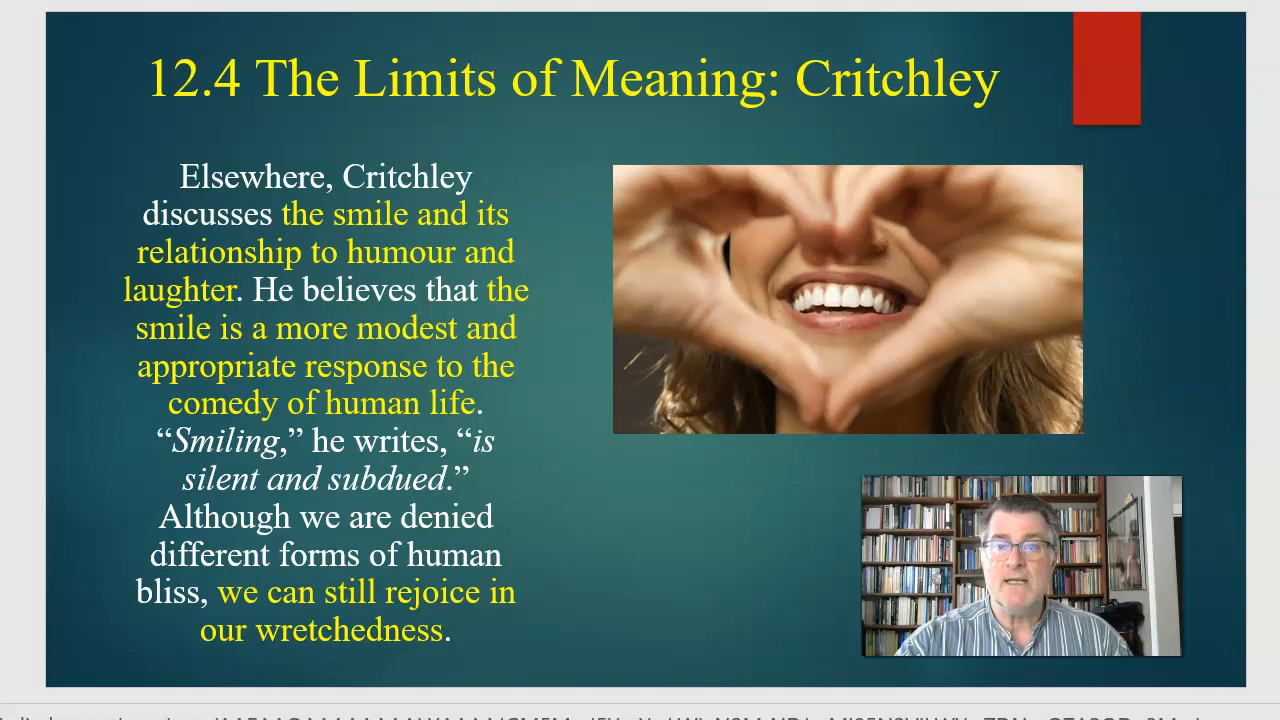 12.4 The Limits of Meaning: Critchley
Elsewhere, Critchley
discusses the smile and its
relationship to humour and
laughter. He believes that the
smile is a more modest and
appropriate response to the
comedy of human life.
“Smiling,” he writes, “is
silent and subdued.”
Although we are denied
different forms of human
bliss, we can still rejoice in
our wretchedness.